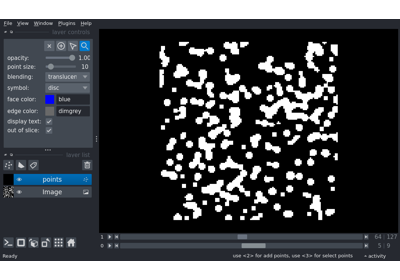 File View Window Plugins Help
layer controls
opacity: 1.00
point size: 10
blending: translucen
symbol: disc
face color: blue
edge color: dimgrey
display text:
out of slice:
layer list
points
Image
1 64 127
0 5 9
Ready use <2> for add points, use <3> for select points activity